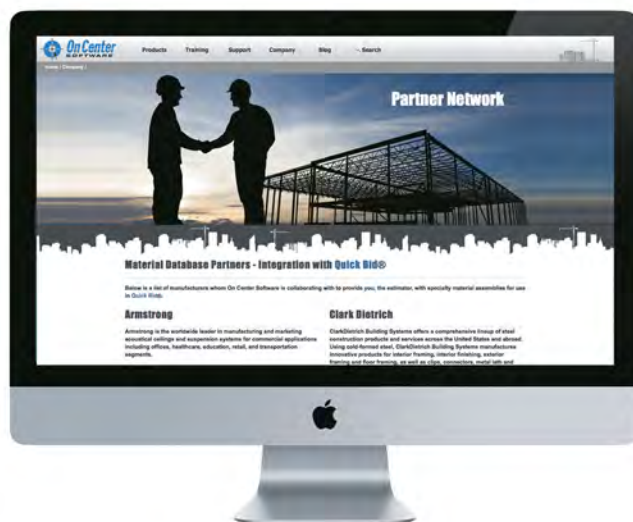 On Center
SOFTWARE
Products Training Support Company Blog Search
Home / Company /
Partner Network
Material Database Partners - Integration with Quick Bid®
Below is a list of manufacturers whom On Center Software is collaborating with to provide you, the estimator, with specialty material assemblies for use
in Quick Bid®.
Armstrong
Armstrong is the worldwide leader in manufacturing and marketing
acoustical ceilings and suspension systems for commercial applications
including offices, healthcare, education, retail, and transportation
segments.
Clark Dietrich
ClarkDietrich Building Systems offers a comprehensive lineup of steel
construction products and services across the United States and abroad.
Using cold-formed steel, ClarkDietrich Building Systems manufactures
innovative products for interior framing, interior finishing, exterior
framing and floor framing, as well as clips, connectors, metal lath and